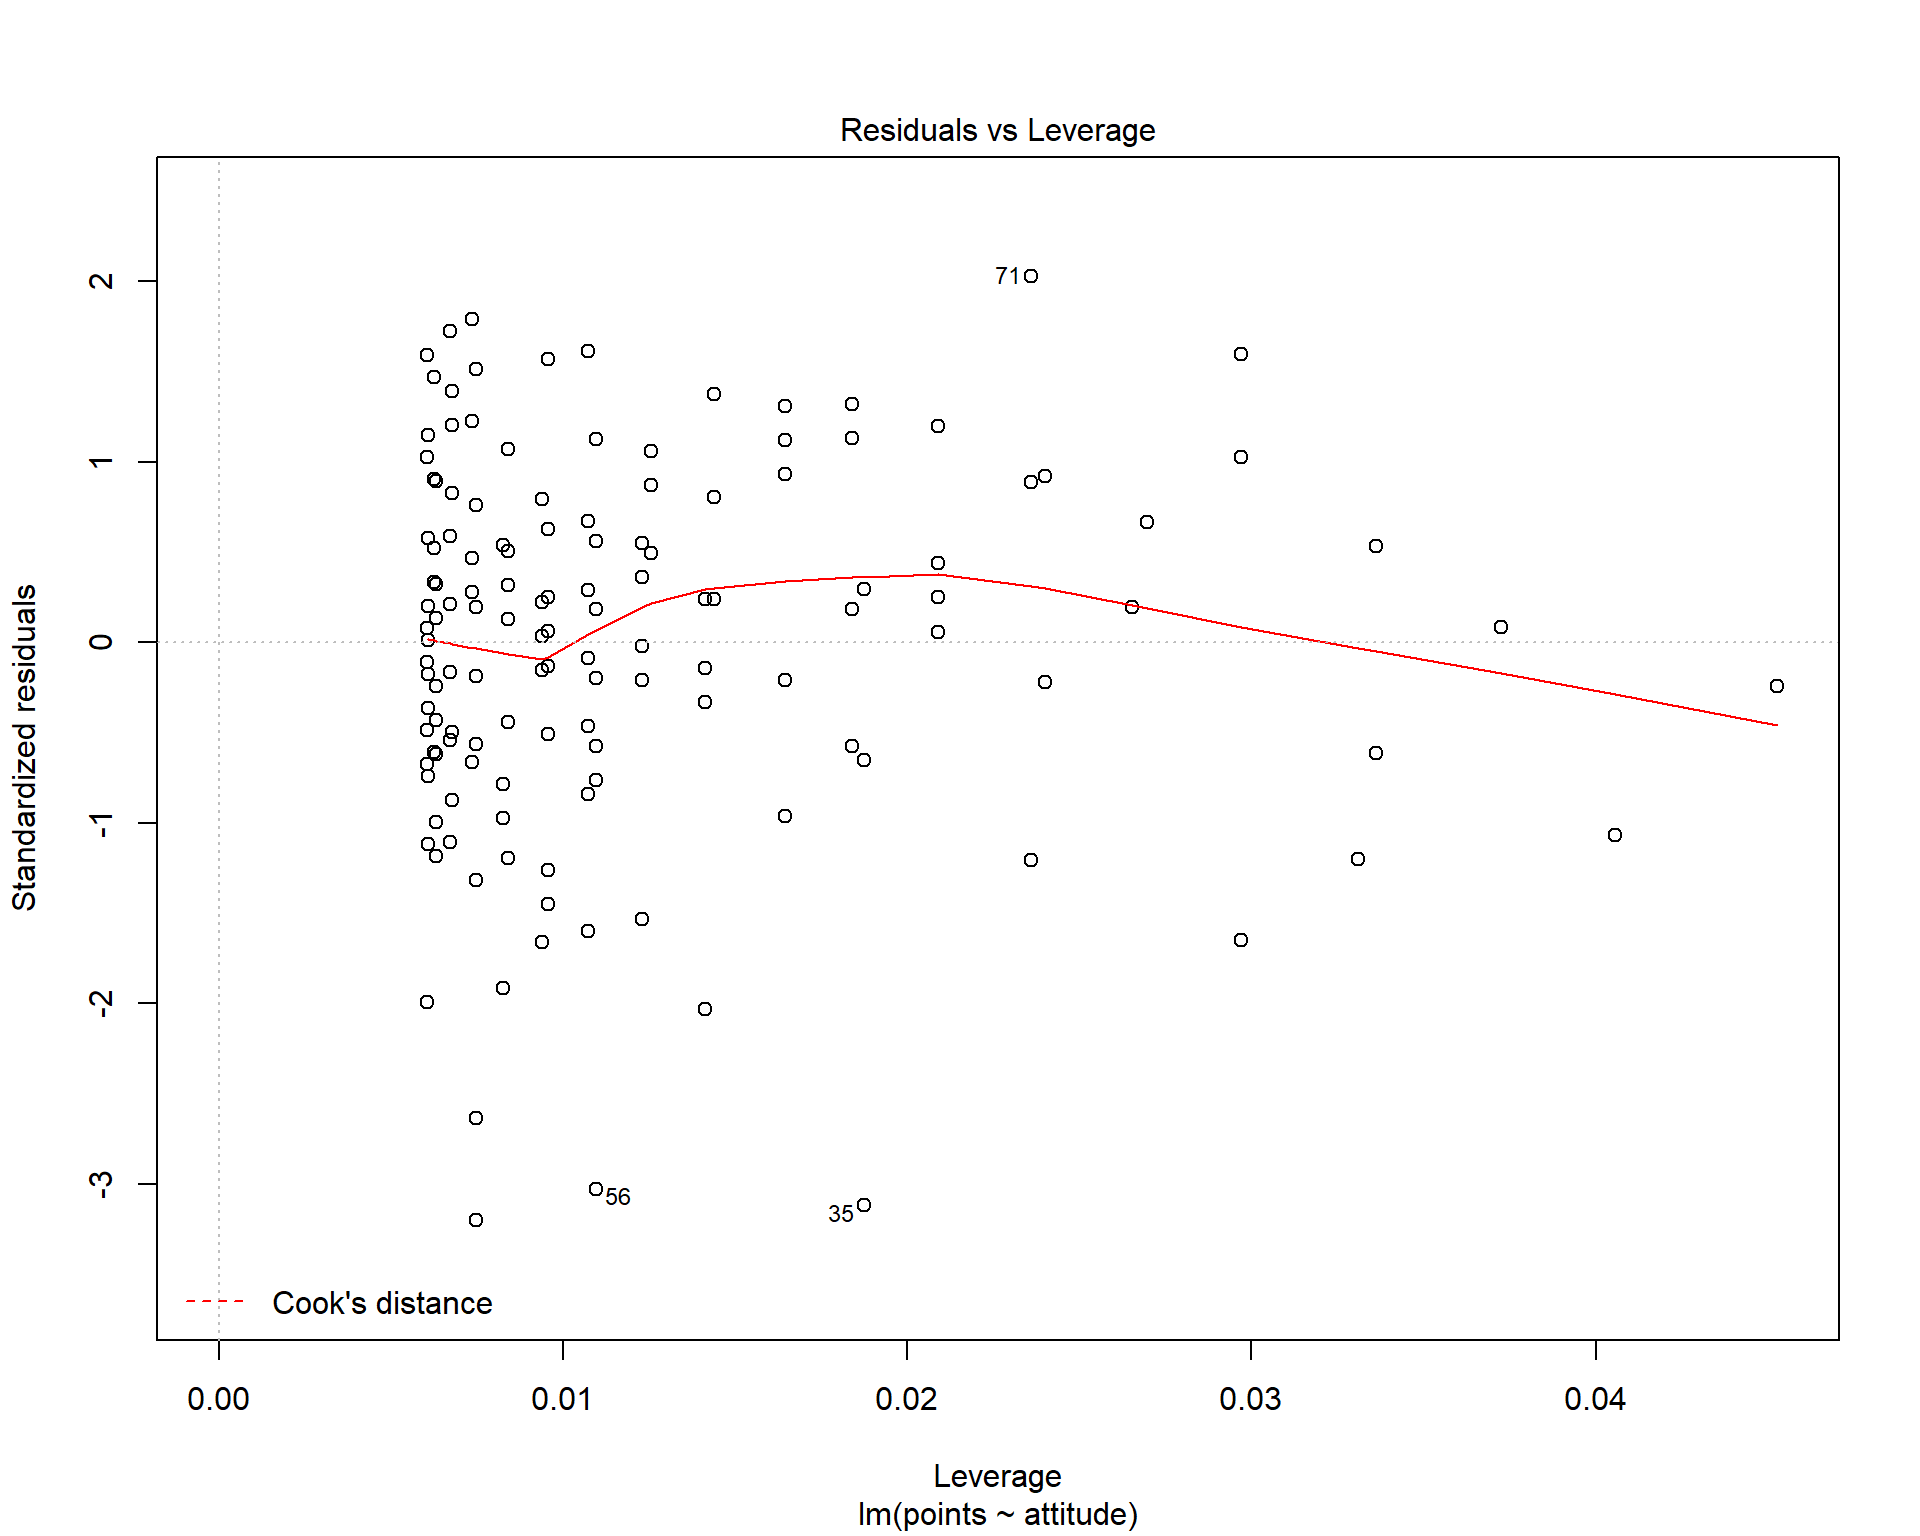 Residuals vs Leverage
Standardized residuals
2
1
0
-1
-2
-3
71
56
35
Cook's distance
0.00 0.01 0.02 0.03 0.04
Leverage
lm(points ~ attitude)